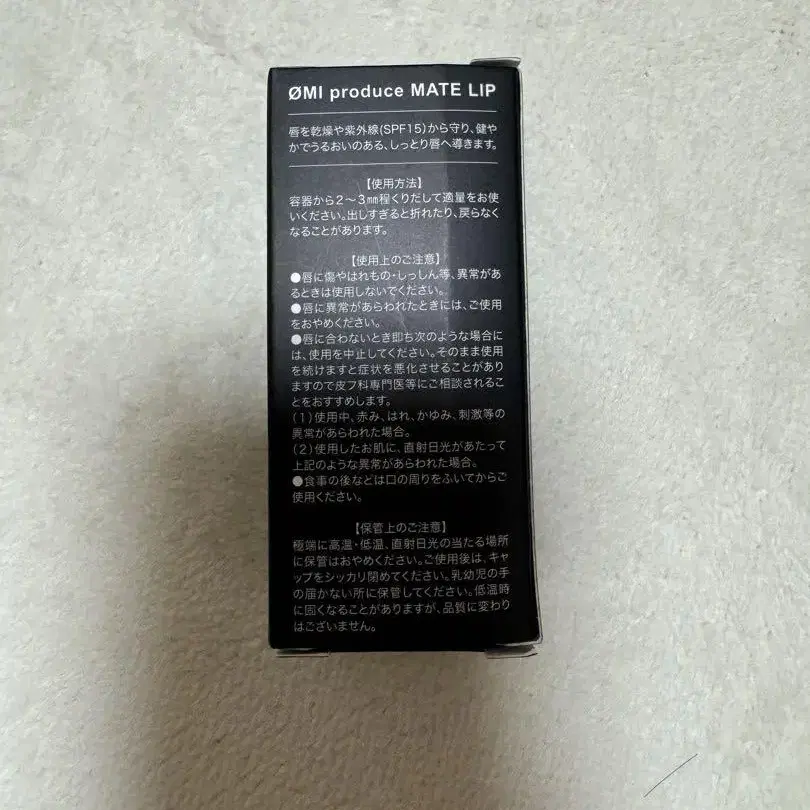 ØMI produce MATE LIP
唇を乾燥や紫外線(SPF15)から守り、健や
かでうるおいのある、しっとり唇へ導きます。
【使用方法】
容器から2〜3㎜程くりだして適量をお使
いください。出しすぎると折れたり、戻らなく
なることがあります。
【使用上のご注意】
●唇に傷やはれもの・しっしん等、異常があ
るときは使用しないでください。
●唇に異常があらわれたときには、ご使用
をおやめください。
●唇に合わないとき即ち次のような場合に
は、使用を中止してください。そのまま使用
を続けますと症状を悪化させることがあり
ますので皮フ科専門医等にご相談されるこ
とをおすすめします。
(1)使用中、赤み、はれ、かゆみ、刺激等の
異常があらわれた場合。
(2)使用したお肌に、直射日光があたって
上記のような異常があらわれた場合。
●食事の後などは口の周りをふいてからご
使用ください。
【保管上のご注意】
極端に高温・低温、直射日光の当たる場所
に保管はおやめください。ご使用後は、キャ
ップをシッカリ閉めてください。乳幼児の手
の届かない所に保管してください。低温時
に固くなることがありますが、品質に変わり
はございません。